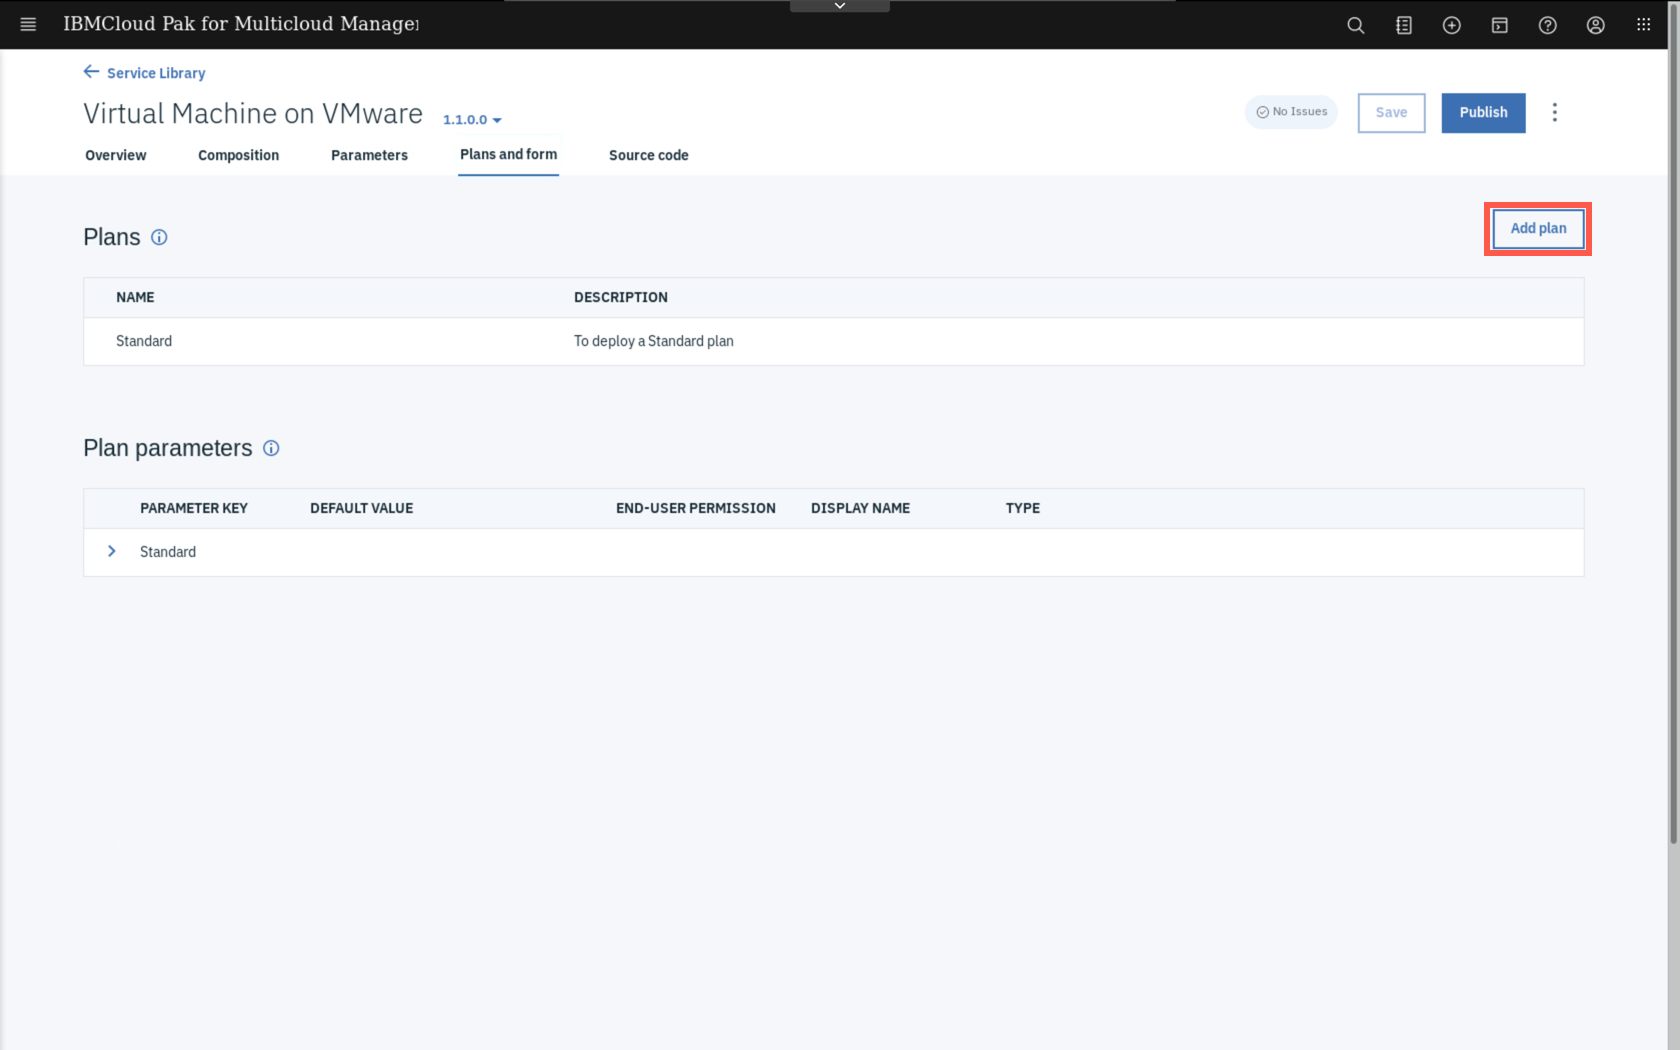 IBMCloud Pak for Multicloud Manager
Service Library
Virtual Machine on VMware 1.1.0.0
No Issues
Save
Publish
Overview Composition Parameters Plans and form Source code
Plans
Add plan
NAME DESCRIPTION
Standard To deploy a Standard plan
Plan parameters
PARAMETER KEY DEFAULT VALUE END-USER PERMISSION DISPLAY NAME TYPE
Standard